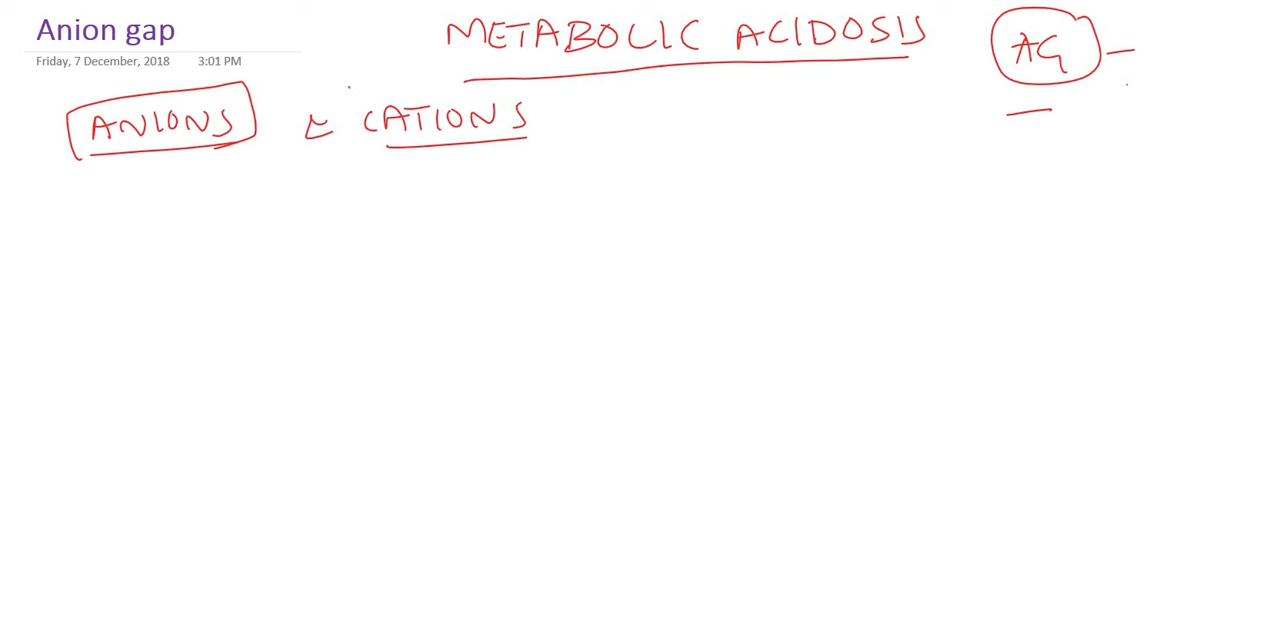 Anion gap
METABOLIC ACIDOSIS
AG
Friday, 7 December, 2018 3:01 PM
ANIONS & CATIONS